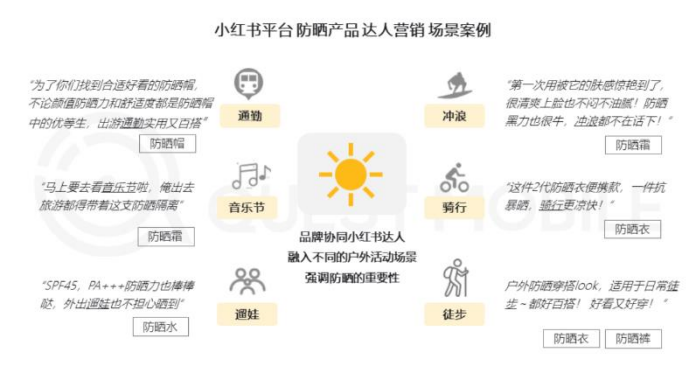 小红书平台 防晒产品 达人营销 场景案例
“为了你们找到合适好看的防晒帽,
不论颜值防晒力和舒适度都是防晒帽
中的优等生，出游通勤实用又百搭”
防晒帽
通勤
“马上要去看音乐节啦，俺出去
旅游都得带着这支防晒隔离”
防晒霜
音乐节
“SPF45，PA+++防晒力也棒棒
哒，外出遛娃也不担心晒到”
防晒水
遛娃
品牌协同小红书达人
融入不同的户外活动场景
强调防晒的重要性
冲浪
“第一次用被它的肤感惊艳到了，
很清爽上脸也不闷不油腻！防晒
黑力也很牛，冲浪都不在话下！”
防晒霜
骑行
“这件2代防晒衣便携款，一件抗
暴晒，骑行更凉快！”
防晒衣
徒步
户外防晒穿搭look，适用于日常徒
步～都好百搭！ 好看又好穿！ “
防晒衣
防晒裤
QUEST MOBILE